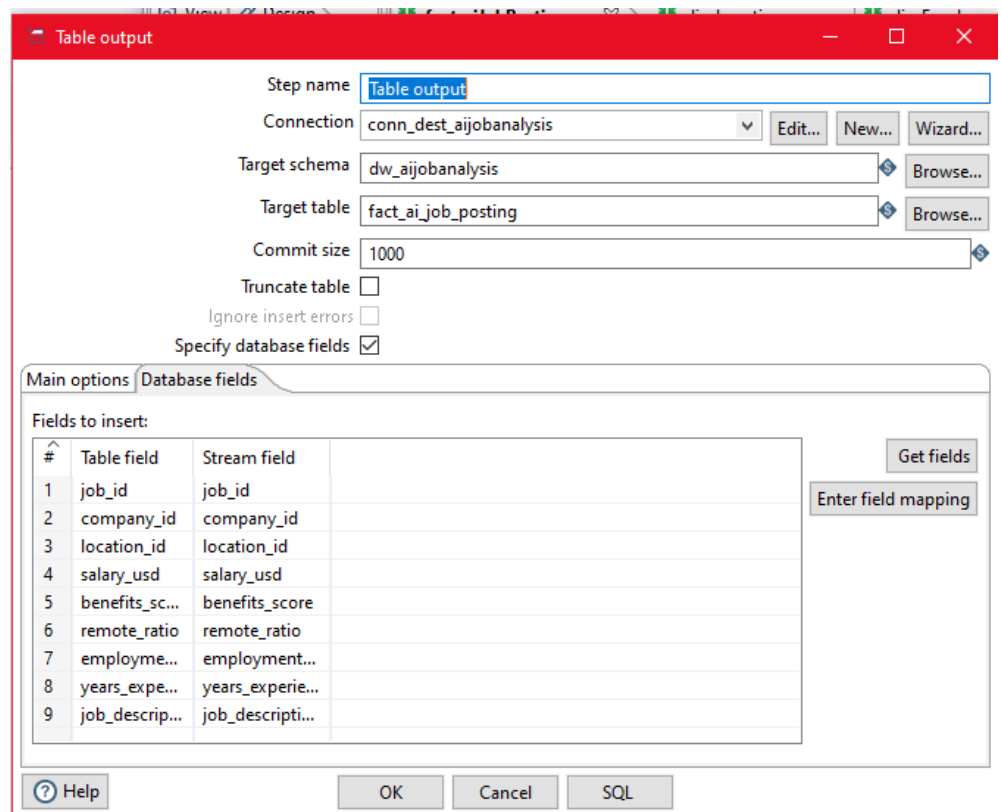 Table output
Step name Table output
Connection conn_dest_aijobanalysis Edit... New... Wizard...
Target schema dw_aijobanalysis Browse...
Target table fact_ai_job_posting Browse...
Commit size 1000
Truncate table
Ignore insert errors
Specify database fields
Main options Database fields
Fields to insert:
# Table field Stream field Get fields
1 job_id job_id
Enter field mapping
2 company_id company_id
3 location_id location_id
4 salary_usd salary_usd
5 benefits_sc... benefits_score
6 remote_ratio remote_ratio
7 employme... employment...
8 years_expe... years_experie...
9 job_descrip... job_descripti...
Help OK Cancel SQL